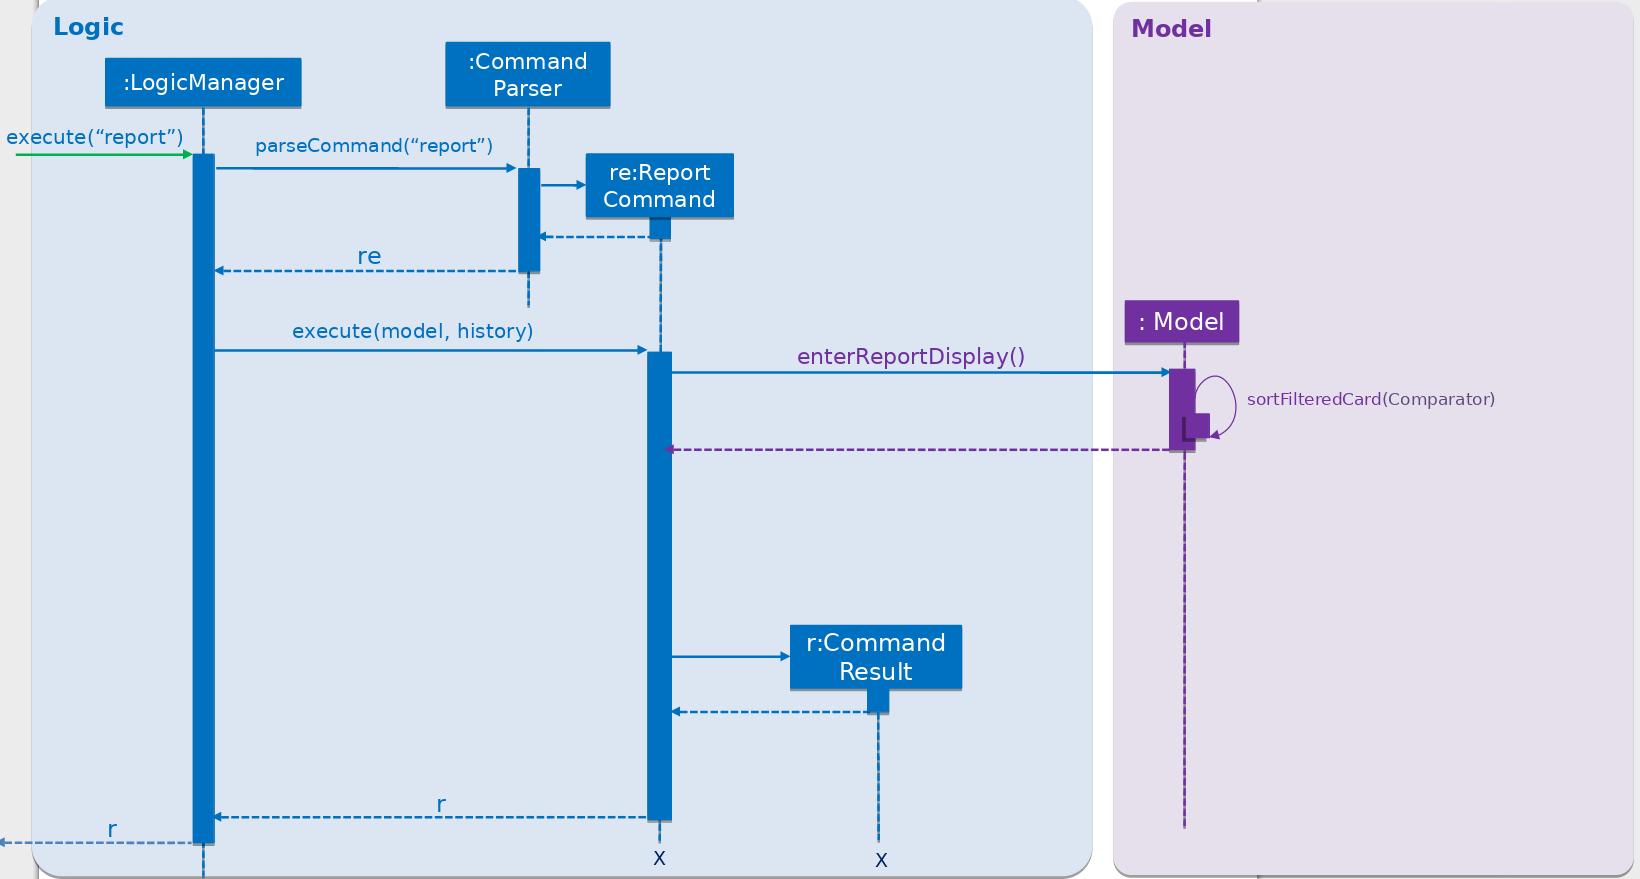 Logic
Model
:LogicManager
:Command
Parser
execute(“report”)
parseCommand(“report”)
re:Report
Command
re
execute(model, history)
: Model
enterReportDisplay()
sortFilteredCard(Comparator)
r:Command
Result
r
r
X
X